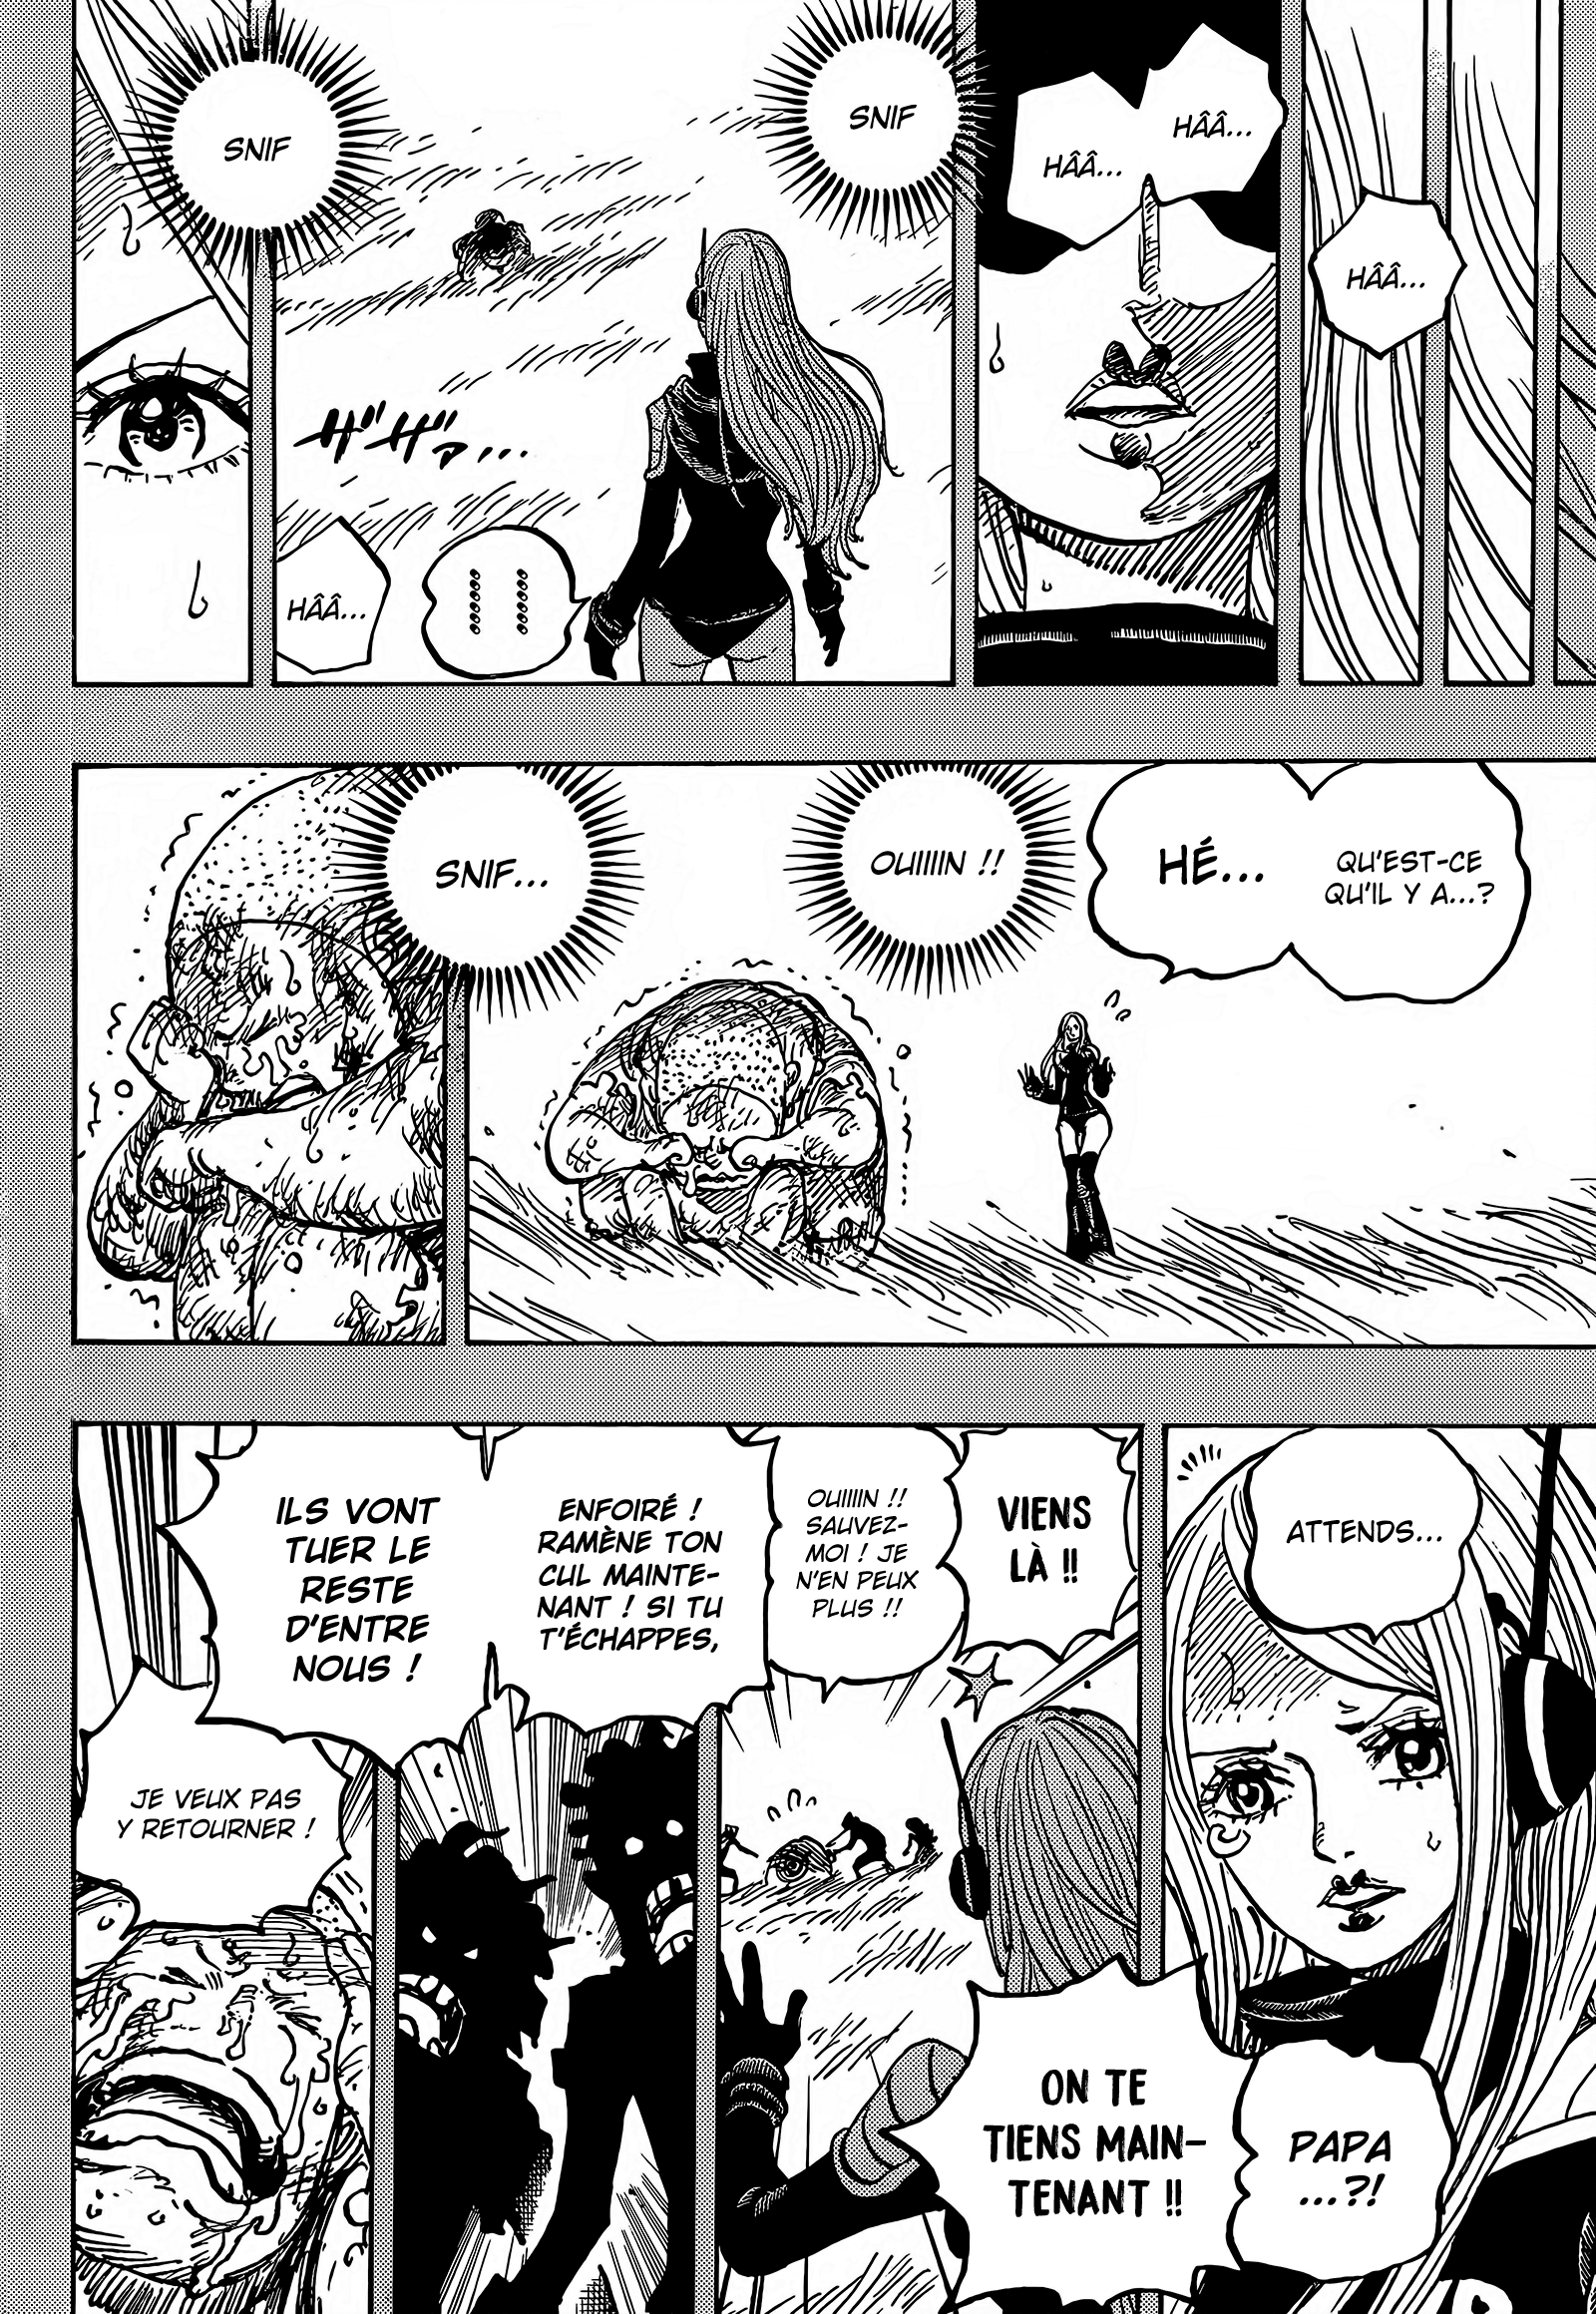 HÂÂ...
HÂÂ...
HÂÂ...
SNIF
SNIF
ザザァ...
HÂÂ...
QU'EST-CE
QU'IL Y A...?
HÉ...
OUIIIIN !!
SNIF...
ATTENDS...
PAPA
...?!
VIENS
LÀ !!
OUIIIIN !!
SAUVEZ-
MOI ! JE
N'EN PEUX
PLUS !!
ON TE
TIENS MAIN-
TENANT !!
ENFOIRÉ !
RAMÈNE TON
CUL MAINTE-
NANT ! SI TU
T'ÉCHAPPES,
ILS VONT
TUER LE
RESTE
D'ENTRE
NOUS !
JE VEUX PAS
Y RETOURNER !